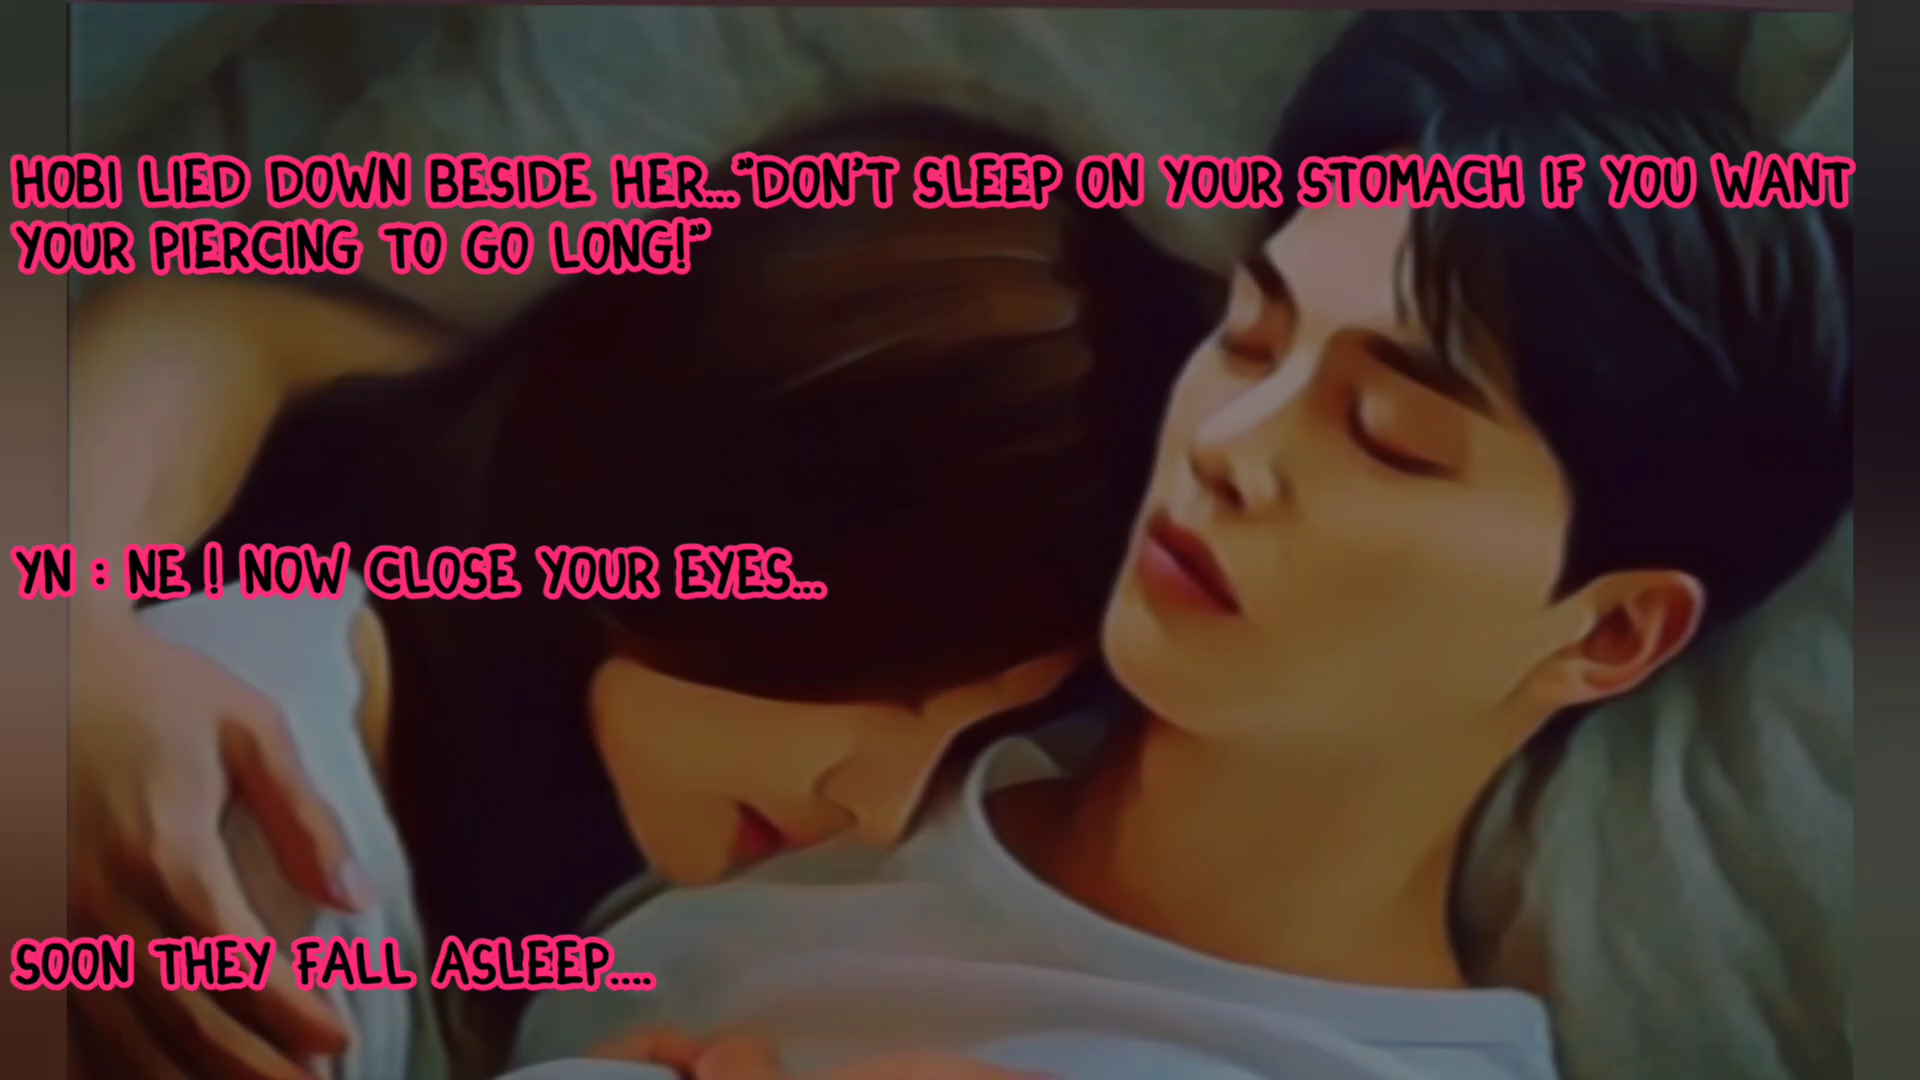 HOBI LIED DOWN BESIDE HER..."DON'T SLEEP ON YOUR STOMACH IF YOU WANT
YOUR PIERCING TO GO LONG!"
YN : NE ! NOW CLOSE YOUR EYES...
SOON THEY FALL ASLEEP....